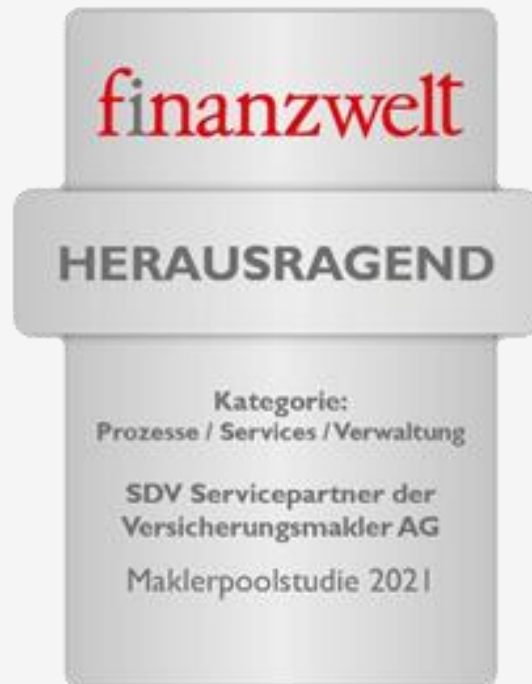 finanzwelt
HERAUSRAGEND
Kategorie:
Prozesse / Services / Verwaltung
SDV Servicepartner der
Versicherungsmakler AG
Maklerpoolstudie 2021